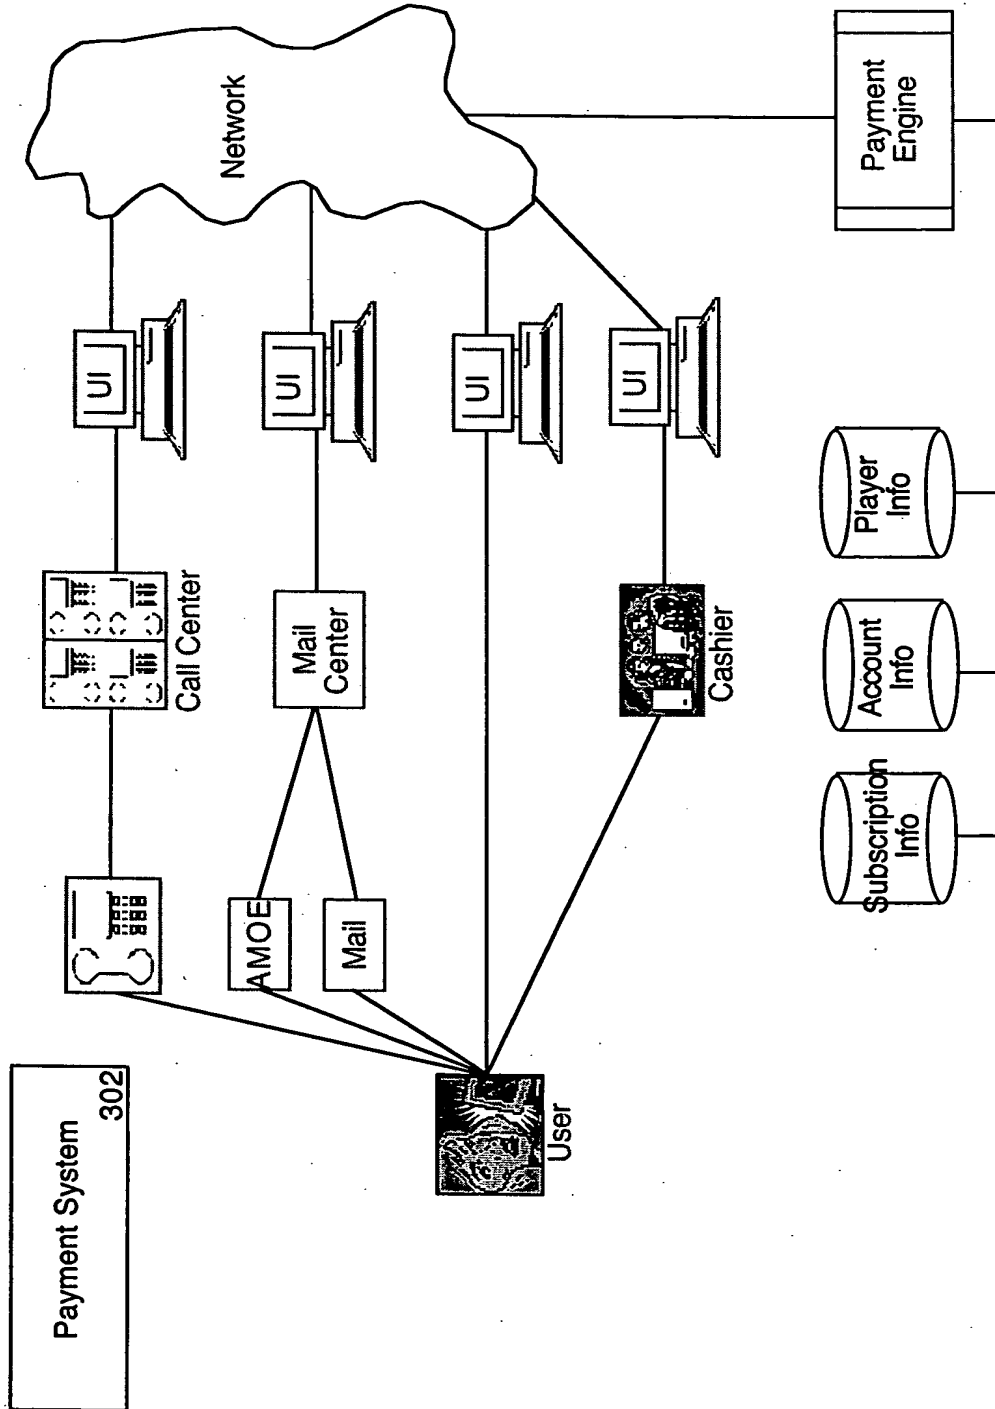 Payment System
302
User
AMOE
Mail
Call Center
Mail
Center
Cashier
UI
UI
UI
UI
Network
Subscription
Info
Account
Info
Player
Info
Payment
Engine